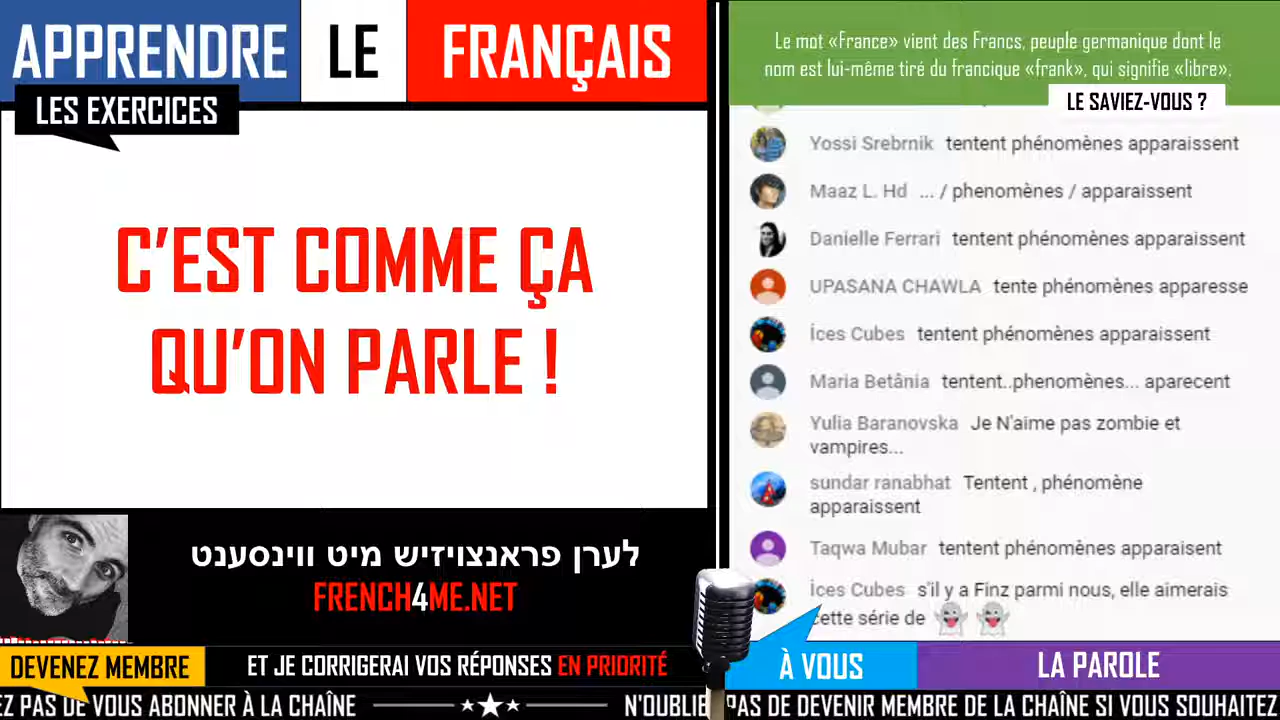 APPRENDRE LE FRANÇAIS
LES EXERCICES
C'EST COMME ÇA
QU'ON PARLE !
לערן פראנצויזיש מיט ווינסענט
FRENCH4ME.NET
DEVENEZ MEMBRE
ET JE CORRIGERAI VOS RÉPONSES EN PRIORITÉ
Le mot «France» vient des Francs, peuple germanique dont le
nom est lui-même tiré du francique «frank», qui signifie «libre».
LE SAVIEZ-VOUS ?
Yossi Srebrnik tentent phénomènes apparaissent
Maaz L. Hd ... / phenomènes / apparaissent
Danielle Ferrari tentent phénomènes apparaissent
UPASANA CHAWLA tente phénomènes apparesse
İces Cubes tentent phénomènes apparaissent
Maria Betânia tentent..phenomènes... aparecent
Yulia Baranovska Je N'aime pas zombie et
vampires...
sundar ranabhat Tentent , phénomène
apparaissent
Taqwa Mubar tentent phénomènes apparaisent
İces Cubes s'il y a Finz parmi nous, elle aimerais
cette série de 👻 👻
À VOUS
LA PAROLE
EZ PAS DE VOUS ABONNER À LA CHAÎNE
N'OUBLIE PAS DE DEVENIR MEMBRE DE LA CHAÎNE SI VOUS SOUHAITEZ